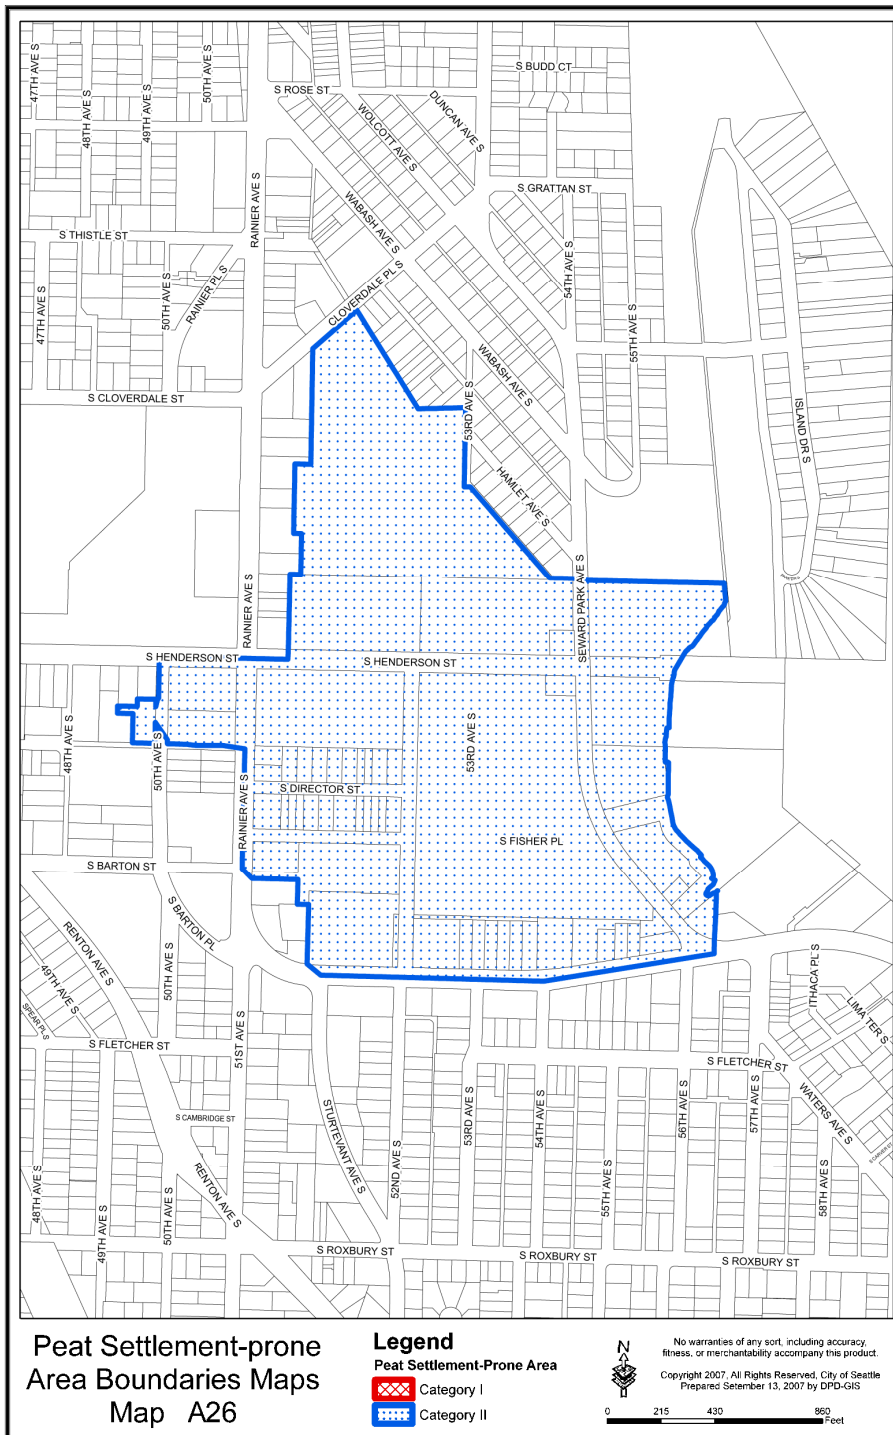 47TH AVE S
48TH AVE S
49TH AVE S
50TH AVE S
S ROSE ST
S BUDD CT
DUNCAN AVE S
WOLCOTT AVE S
RAINIER AVE S
WABASH AVE S
S GRATTAN ST
S THISTLE ST
54TH AVE S
RAINIER PL S
CLOVERDALE PL S
47TH AVE S
50TH AVE S
55TH AVE S
WABASH AVE S
S CLOVERDALE ST
53RD AVE S
ISLAND DR S
HAMLET AVE S
RAINIER AVE S
SEWARD PARK AVE S
S HENDERSON ST
S HENDERSON ST
48TH AVE S
50TH AVE S
53RD AVE S
RAINIER AVE S
S DIRECTOR ST
S FISHER PL
S BARTON ST
S BARTON PL
RENTON AVE S
49TH AVE S
50TH AVE S
ITHACA PL S
LIMA TER S
SPEAR PL S
S FLETCHER ST
51ST AVE S
S FLETCHER ST
WATERS AVE S
S CAMBRIDGE ST
STURTEVANT AVE S
53RD AVE S
54TH AVE S
56TH AVE S
57TH AVE S
S CARVER ST
48TH AVE S
49TH AVE S
50TH AVE S
RENTON AVE S
52ND AVE S
55TH AVE S
58TH AVE S
S ROXBURY ST
S ROXBURY ST
S ROXBURY ST
Peat Settlement-prone
Area Boundaries Maps
Map A26
Legend
Peat Settlement-Prone Area
Category I
Category II
N
No warranties of any sort, including accuracy,
fitness, or merchantability accompany this product.
Copyright 2007, All Rights Reserved, City of Seattle
Prepared Setember 13, 2007 by DPD-GIS
0 215 430 860
Feet